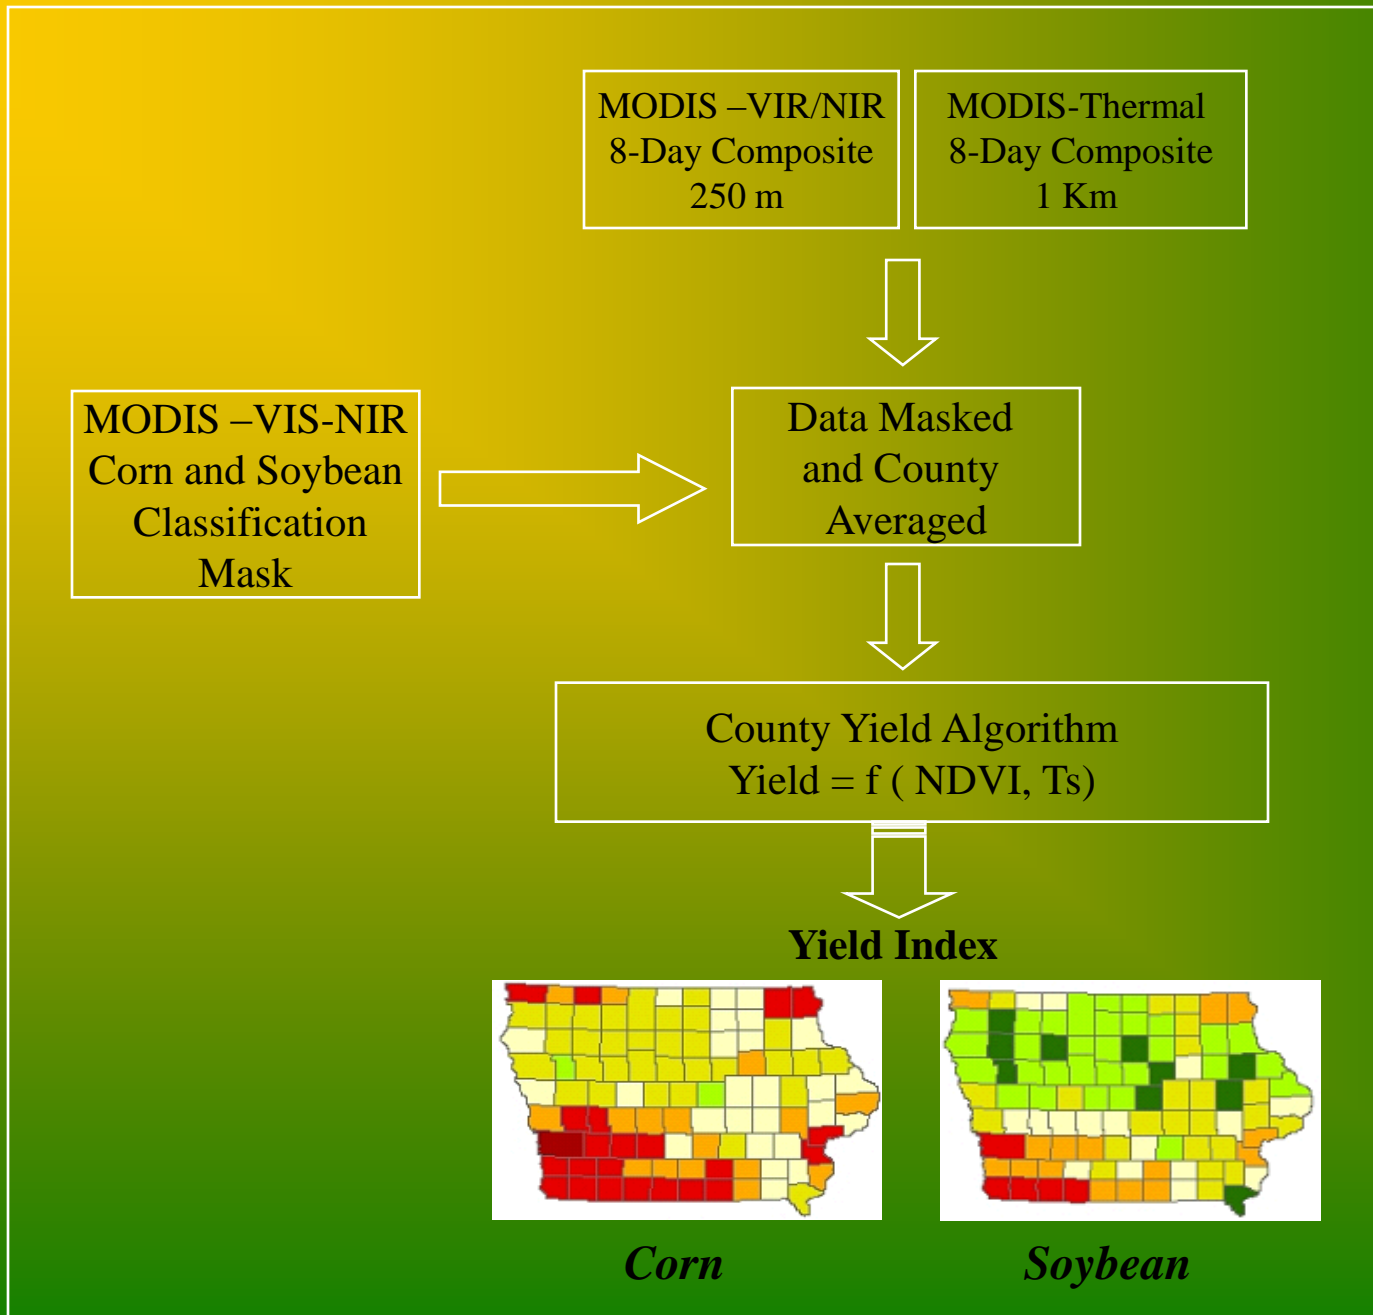 MODIS –VIR/NIR
8-Day Composite
250 m
MODIS-Thermal
8-Day Composite
1 Km
MODIS –VIS-NIR
Corn and Soybean
Classification
Mask
Data Masked
and County
Averaged
County Yield Algorithm
Yield = f ( NDVI, Ts)
Yield Index
Corn
Soybean